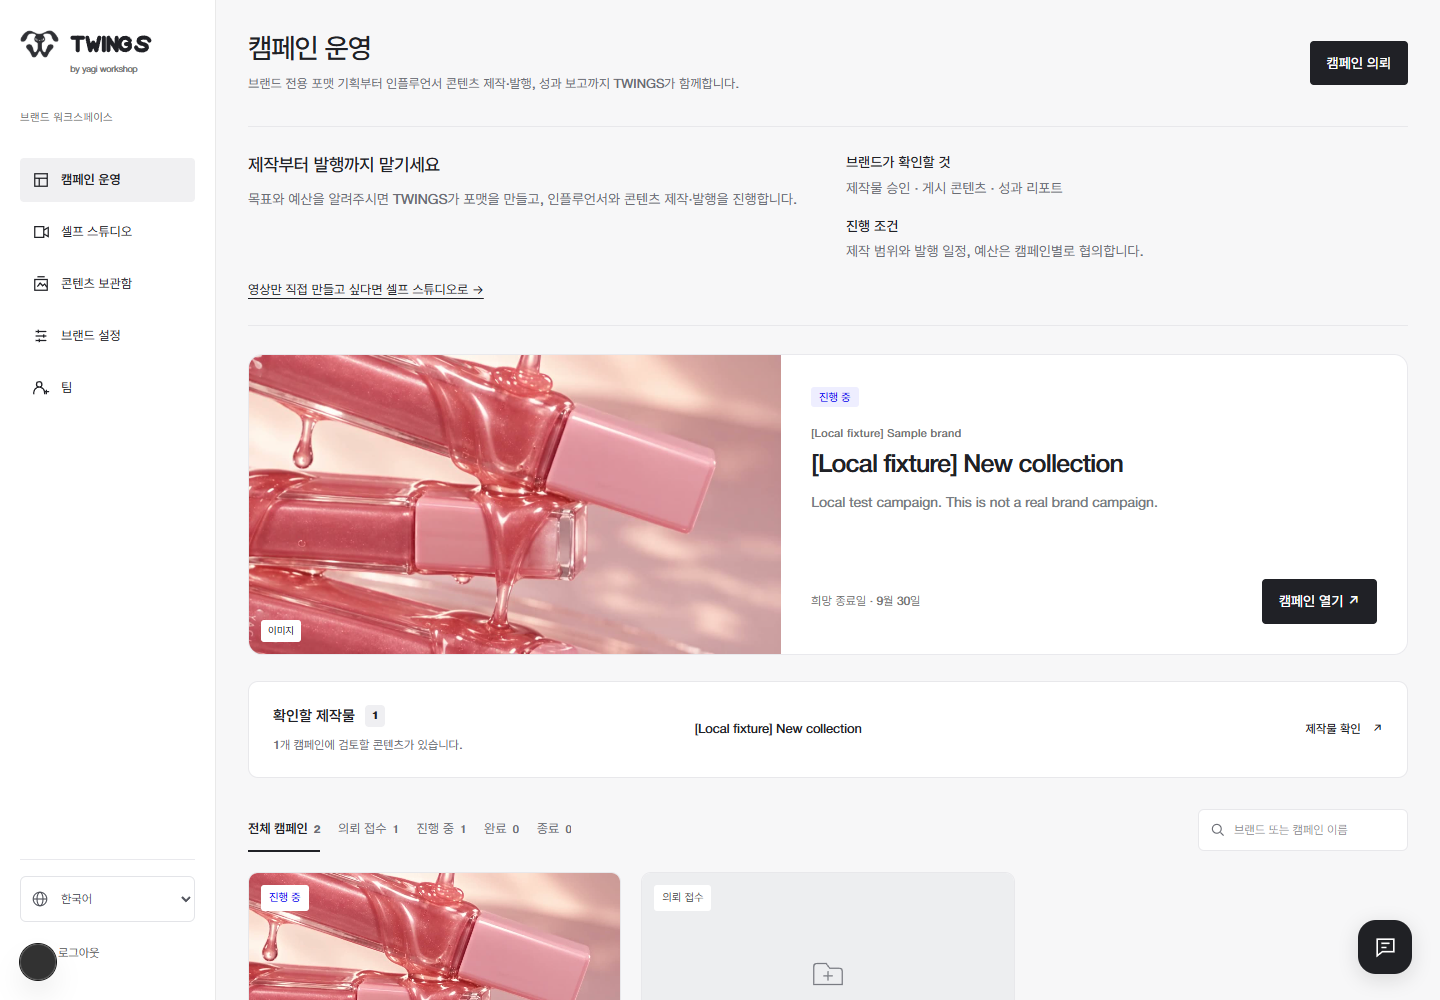 TWINGS
by yagi workshop
브랜드 워크스페이스
캠페인 운영
셀프 스튜디오
콘텐츠 보관함
브랜드 설정
팀
한국어
로그아웃
캠페인 운영
브랜드 전용 포맷 기획부터 인플루언서 콘텐츠 제작·발행, 성과 보고까지 TWINGS가 함께합니다.
캠페인 의뢰
제작부터 발행까지 맡기세요
목표와 예산을 알려주시면 TWINGS가 포맷을 만들고, 인플루언서와 콘텐츠 제작·발행을 진행합니다.
영상만 직접 만들고 싶다면 셀프 스튜디오로 →
브랜드가 확인할 것
제작물 승인 · 게시 콘텐츠 · 성과 리포트
진행 조건
제작 범위와 발행 일정, 예산은 캠페인별로 협의합니다.
이미지
진행 중
[Local fixture] Sample brand
[Local fixture] New collection
Local test campaign. This is not a real brand campaign.
희망 종료일 · 9월 30일
캠페인 열기 ↗
확인할 제작물 1
1개 캠페인에 검토할 콘텐츠가 있습니다.
[Local fixture] New collection
제작물 확인 ↗
전체 캠페인 2 의뢰 접수 1 진행 중 1 완료 0 종료 0
브랜드 또는 캠페인 이름
진행 중
의뢰 접수